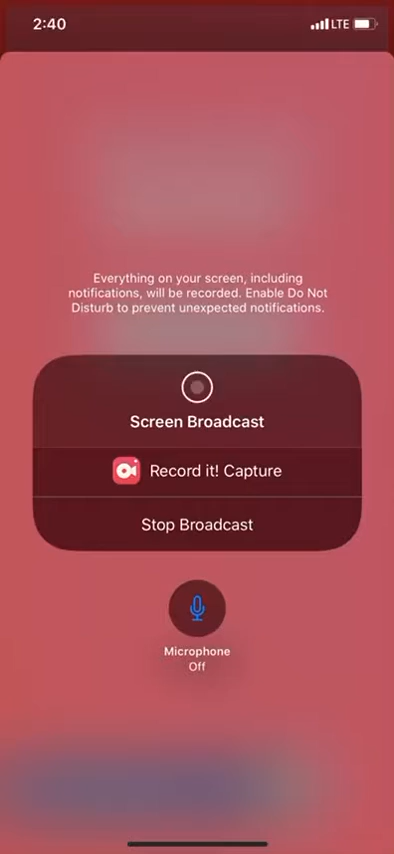 2:40
LTE
Everything on your screen, including
notifications, will be recorded. Enable Do Not
Disturb to prevent unexpected notifications.
Screen Broadcast
Record it! Capture
Stop Broadcast
Microphone
Off